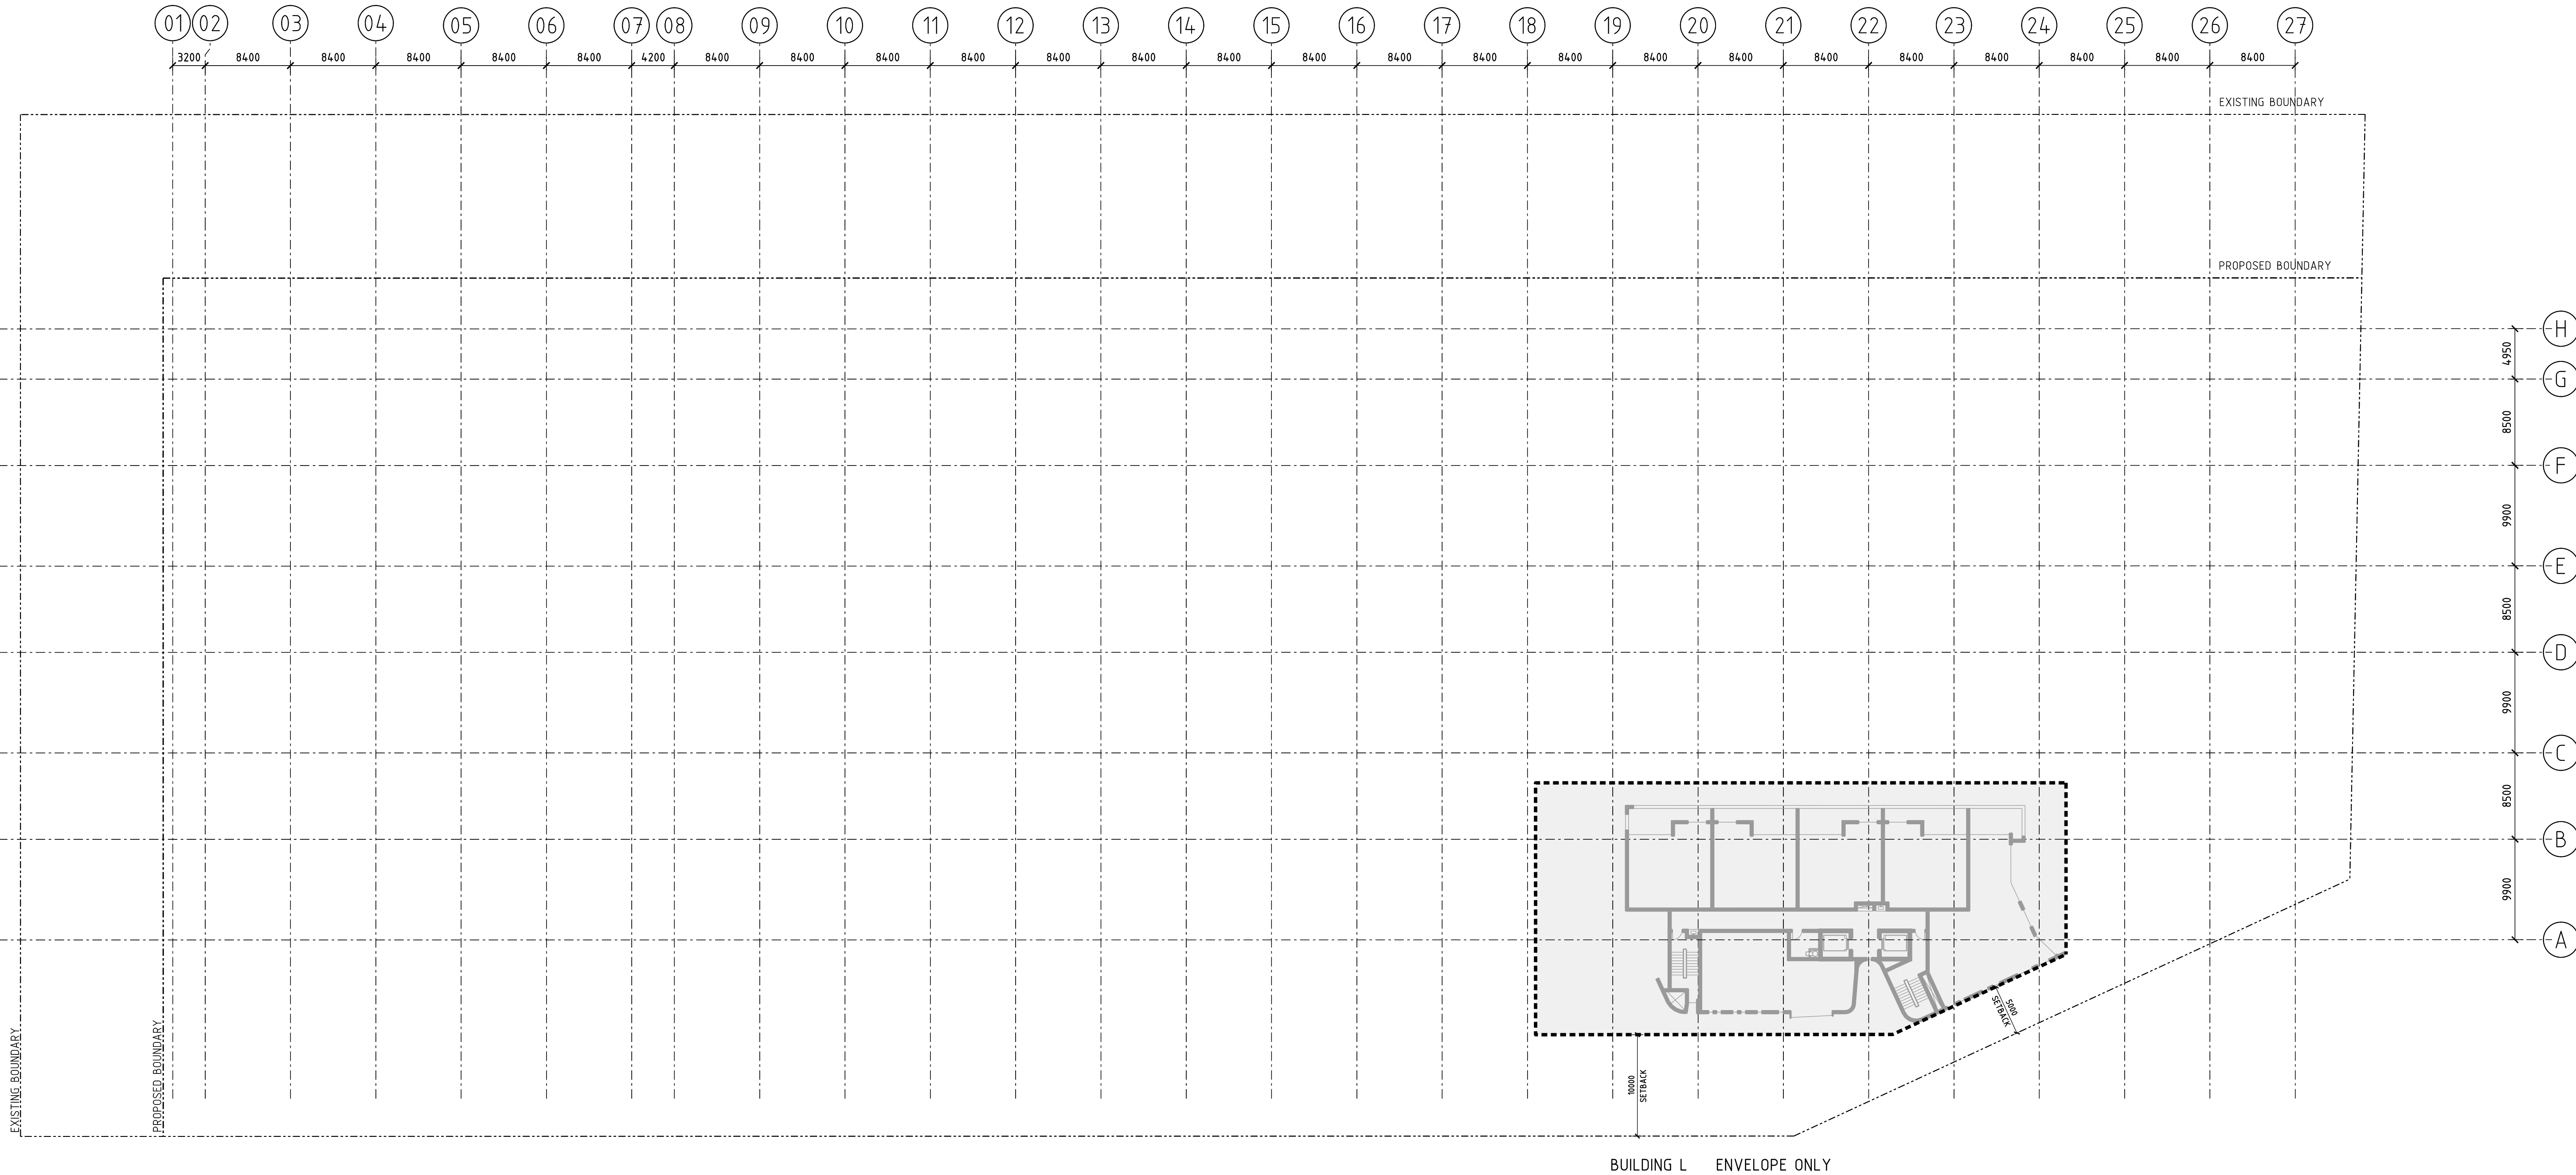 01 02 03 04 05 06 07 08 09 10 11 12 13 14 15 16 17 18 19 20 21 22 23 24 25 26 27
3200 8400 8400 8400 8400 8400 4200 8400 8400 8400 8400 8400 8400 8400 8400 8400 8400 8400 8400 8400 8400 8400 8400 8400 8400 8400
EXISTING BOUNDARY
PROPOSED BOUNDARY
H
4950
G
8500
F
9900
E
8500
D
9900
C
8500
B
9900
A
5000
SETBACK
10000
SETBACK
EXISTING BOUNDARY
PROPOSED BOUNDARY
BUILDING L ENVELOPE ONLY